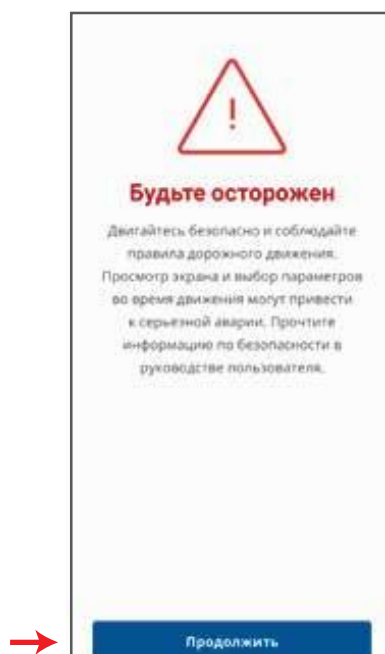 Будьте осторожен
Двигайтесь безопасно и соблюдайте
правила дорожного движения.
Просмотр экрана и выбор параметров
во время движения могут привести
к серьезной аварии. Прочтите
информацию по безопасности в
руководстве пользователя.
Продолжить